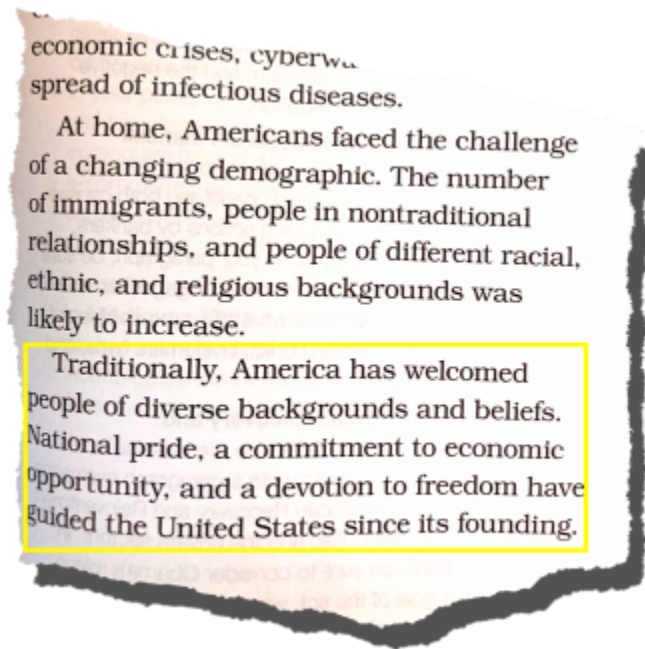 economic crises,
spread of infectious diseases.
At home, Americans faced the challenge
of a changing demographic. The number
of immigrants, people in nontraditional
relationships, and people of different racial,
ethnic, and religious backgrounds was
likely to increase.
Traditionally, America has welcomed
people of diverse backgrounds and beliefs.
National pride, a commitment to economic
opportunity, and a devotion to freedom have
guided the United States since its founding.